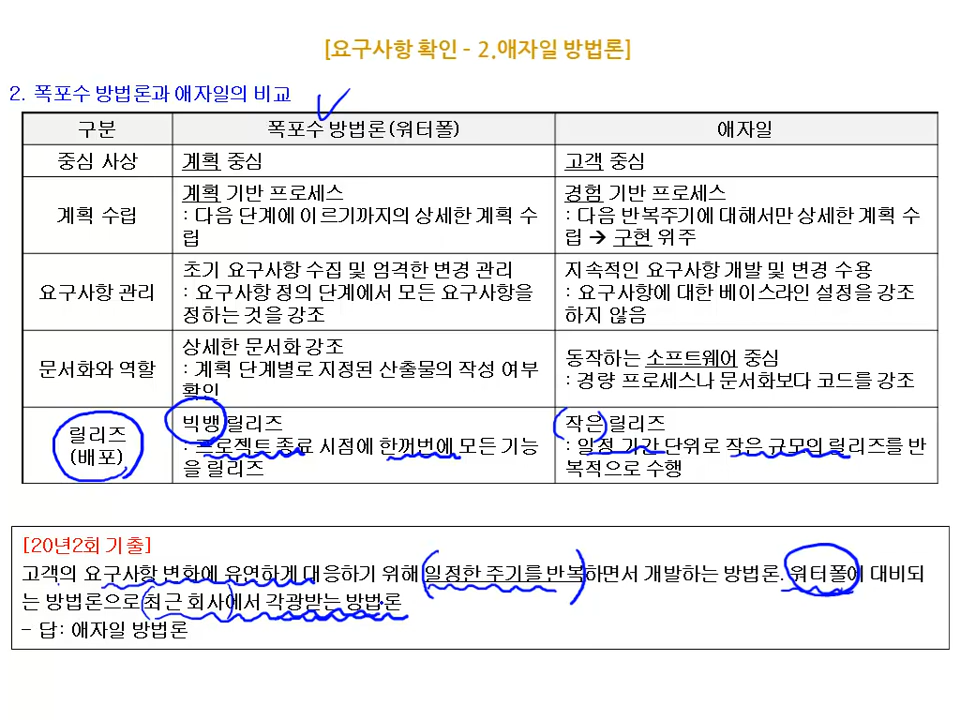 [요구사항 확인 - 2.애자일 방법론]
2. 폭포수 방법론과 애자일의 비교
구분 폭포수 방법론(워터폴) 애자일
중심 사상 계획 중심 고객 중심
계획 수립
계획 기반 프로세스
: 다음 단계에 이르기까지의 상세한 계획 수
립
경험 기반 프로세스
: 다음 반복주기에 대해서만 상세한 계획 수
립 → 구현 위주
요구사항 관리
초기 요구사항 수집 및 엄격한 변경 관리
: 요구사항 정의 단계에서 모든 요구사항을
정하는 것을 강조
지속적인 요구사항 개발 및 변경 수용
: 요구사항에 대한 베이스라인 설정을 강조
하지 않음
문서화와 역할
상세한 문서화 강조
: 계획 단계별로 지정된 산출물의 작성 여부
확인
동작하는 소프트웨어 중심
: 경량 프로세스나 문서화보다 코드를 강조
릴리즈
(배포)
빅뱅 릴리즈
: 프로젝트 종료 시점에 한꺼번에 모든 기능
을 릴리즈
작은 릴리즈
: 일정 기간 단위로 작은 규모의 릴리즈를 반
복적으로 수행
[20년2회 기출]
고객의 요구사항 변화에 유연하게 대응하기 위해 일정한 주기를 반복하면서 개발하는 방법론. 워터폴에 대비되
는 방법론으로 최근 회사에서 각광받는 방법론
- 답: 애자일 방법론